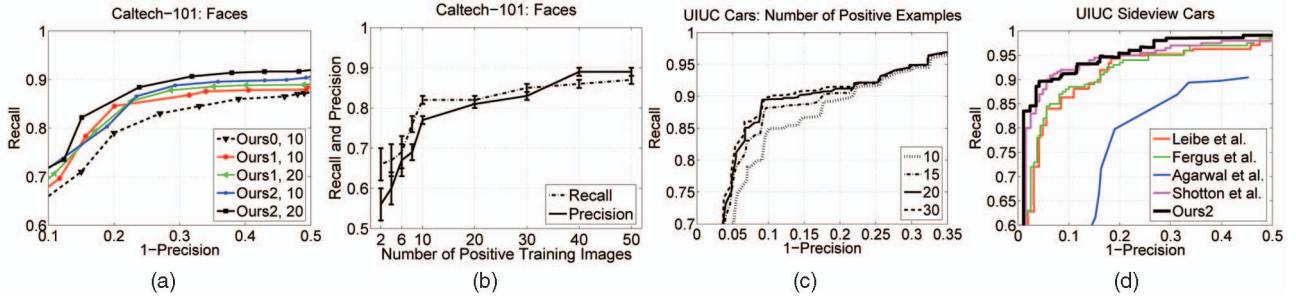 Caltech-101: Faces
Recall
1
0.9
0.8
0.7
0.6
0.1
0.2
0.3
0.4
0.5
1-Precision
Ours0, 10
Ours1, 10
Ours1, 20
Ours2, 10
Ours2, 20
(a)
Caltech-101: Faces
Recall and Precision
1
0.9
0.8
0.7
0.6
0.5
2
6
10
20
30
40
50
Number of Positive Training Images
Recall
Precision
(b)
UIUC Cars: Number of Positive Examples
Recall
1
0.95
0.9
0.85
0.8
0.75
0.7
0
0.05
0.1
0.15
0.2
0.25
0.3
0.35
1-Precision
10
15
20
30
(c)
UIUC Sideview Cars
Recall
1
0.95
0.9
0.85
0.8
0.75
0.7
0.65
0.6
0
0.1
0.2
0.3
0.4
0.5
1-Precision
Leibe et al.
Fergus et al.
Agarwal et al.
Shotton et al.
Ours2
(d)